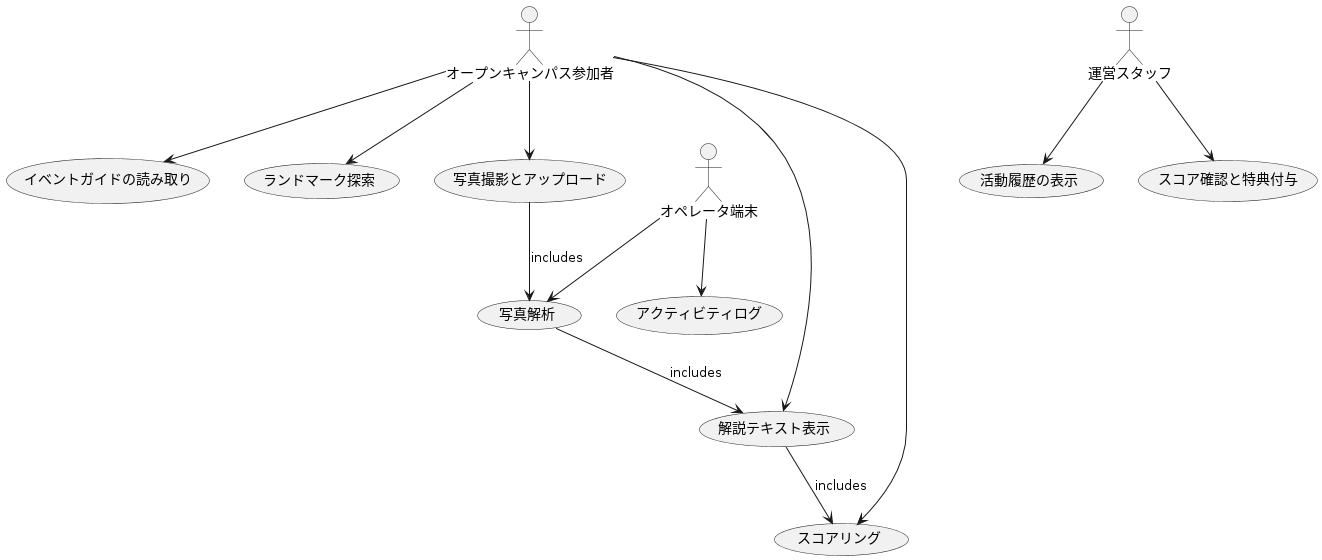 オープンキャンパス参加者
運営スタッフ
イベントガイドの読み取り
ランドマーク探索
写真撮影とアップロード
活動履歴の表示
スコア確認と特典付与
オペレータ端末
includes
写真解析
アクティビティログ
includes
解説テキスト表示
includes
スコアリング